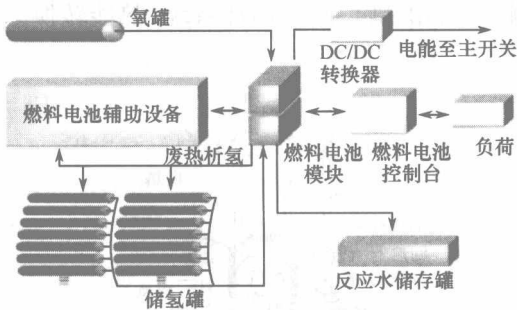 氧罐
DC/DC
转换器
电能至主开关
燃料电池辅助设备
废热析氢
燃料电池
模块
燃料电池
控制台
负荷
储氢罐
反应水储存罐